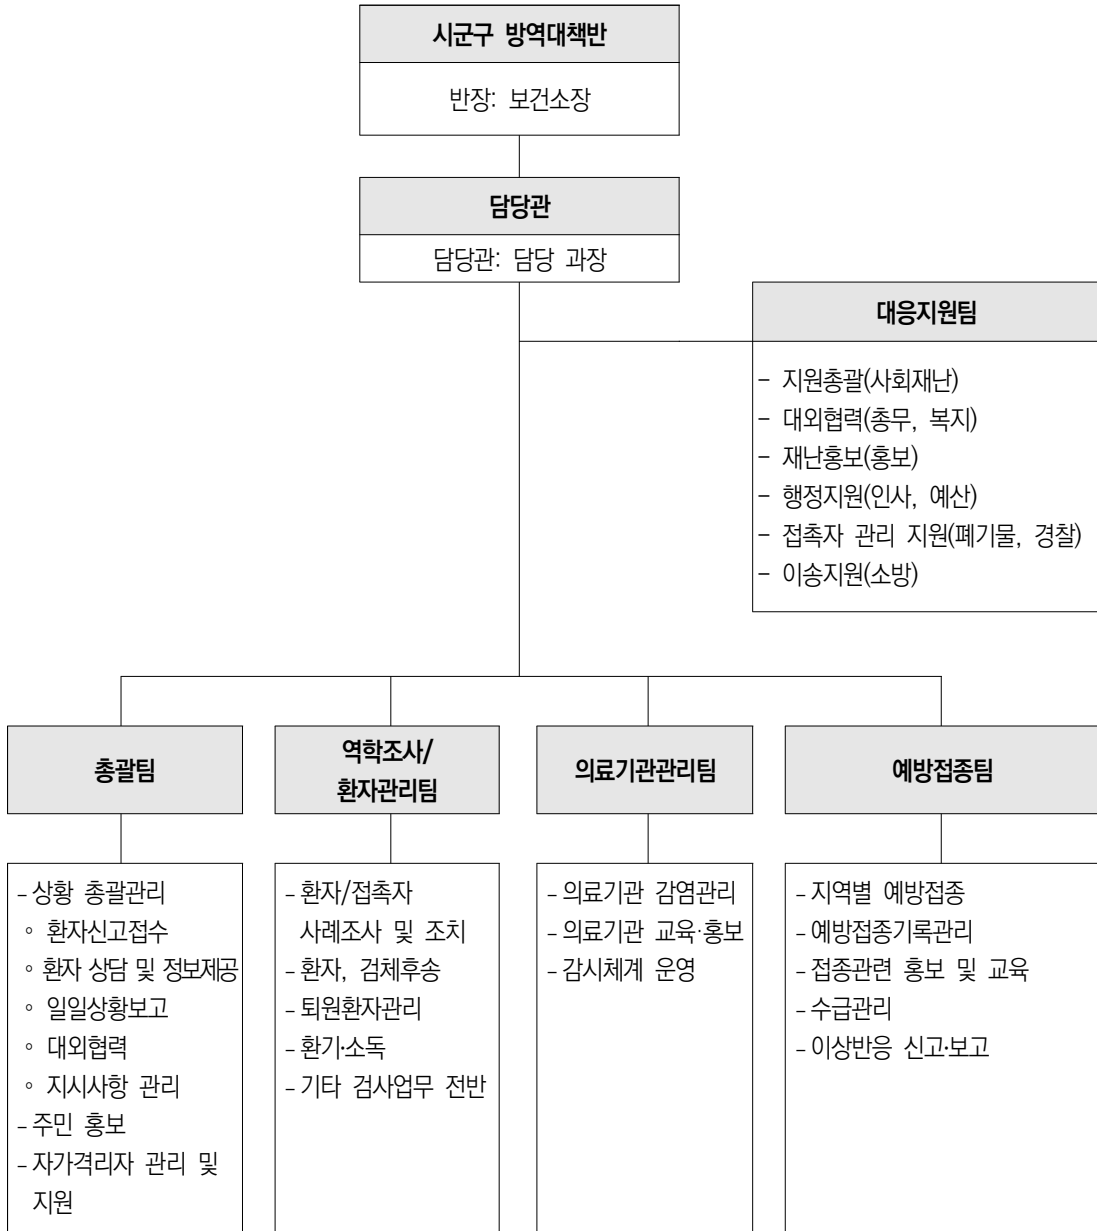 시군구 방역대책반
반장: 보건소장
담당관
담당관: 담당 과장
대응지원팀
- 지원총괄(사회재난)
- 대외협력(총무, 복지)
- 재난홍보(홍보)
- 행정지원(인사, 예산)
- 접촉자 관리 지원(폐기물, 경찰)
- 이송지원(소방)
총괄팀
- 상황 총괄관리
◦ 환자신고접수
◦ 환자 상담 및 정보제공
◦ 일일상황보고
◦ 대외협력
◦ 지시사항 관리
- 주민 홍보
- 자가격리자 관리 및
지원
역학조사/
환자관리팀
- 환자/접촉자
사례조사 및 조치
- 환자, 검체후송
- 퇴원환자관리
- 환기·소독
- 기타 검사업무 전반
의료기관관리팀
- 의료기관 감염관리
- 의료기관 교육·홍보
- 감시체계 운영
예방접종팀
- 지역별 예방접종
- 예방접종기록관리
- 접종관련 홍보 및 교육
- 수급관리
- 이상반응 신고·보고